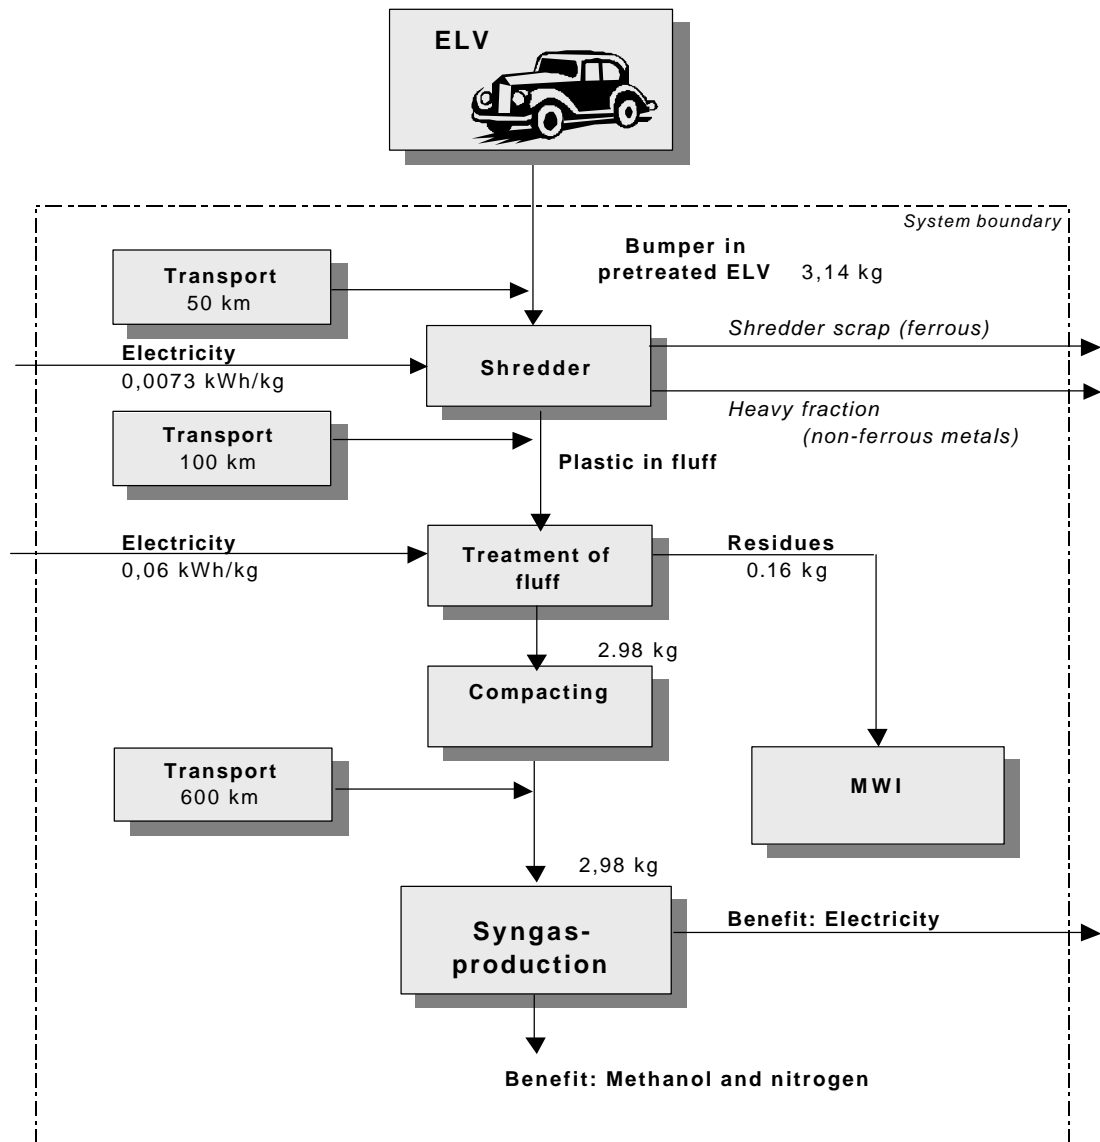 ELV
System boundary
Bumper in
pretreated ELV 3,14 kg
Transport
50 km
Shredder scrap (ferrous)
Electricity
0,0073 kWh/kg
Shredder
Heavy fraction
(non-ferrous metals)
Transport
100 km
Plastic in fluff
Electricity
0,06 kWh/kg
Treatment of
fluff
Residues
0.16 kg
2.98 kg
Compacting
Transport
600 km
MWI
2,98 kg
Syngas-
production
Benefit: Electricity
Benefit: Methanol and nitrogen